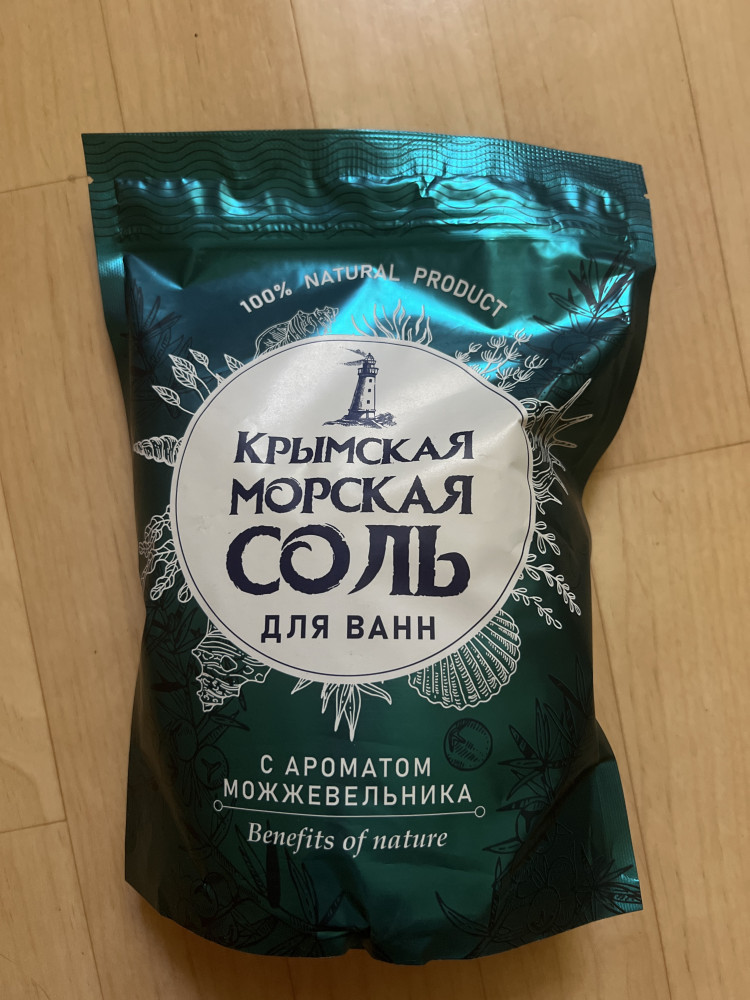 100% NATURAL PRODUCT
КРЫМСКАЯ
МОРСКАЯ
СОЛЬ
ДЛЯ ВАНН
С АРОМАТОМ
МОЖЖЕВЕЛЬНИКА
Benefits of nature